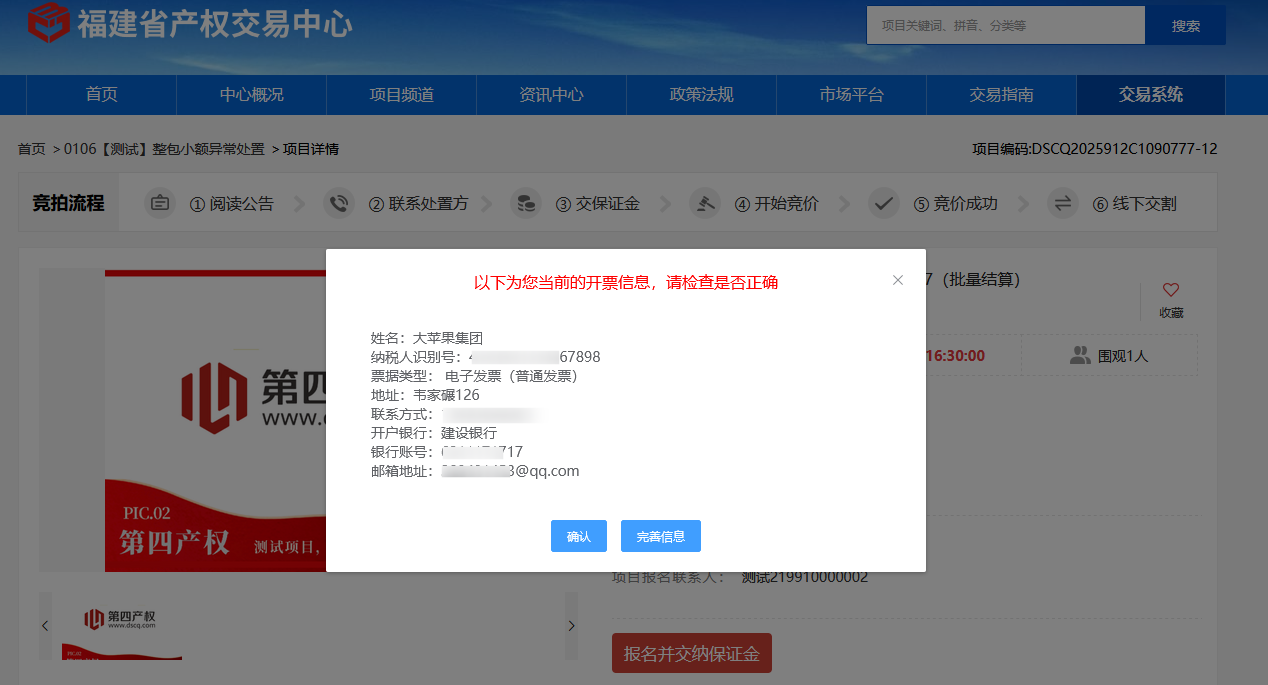 福建省产权交易中心
项目关键词、拼音、分类等
搜索
首页 中心概况 项目频道 资讯中心 政策法规 市场平台 交易指南 交易系统
首页 > 0106【测试】整包小额异常处置 > 项目详情
项目编码:DSCQ2025912C1090777-12
竞拍流程 ① 阅读公告 ② 联系处置方 ③ 交保证金 ④ 开始竞价 ⑤ 竞价成功 ⑥ 线下交割
以下为您当前的开票信息，请检查是否正确
姓名：大苹果集团
纳税人识别号：67898
票据类型： 电子发票（普通发票）
地址：韦家碾126
联系方式：
开户银行：建设银行
银行账号：717
邮箱地址：@qq.com
确认 完善信息
7（批量结算）
收藏
16:30:00
围观1人
第四
www.d
PIC.02
第四产权 测试项目，
项目报名联系人： 测试219910000002
第四产权
www.dscq.com
报名并交纳保证金